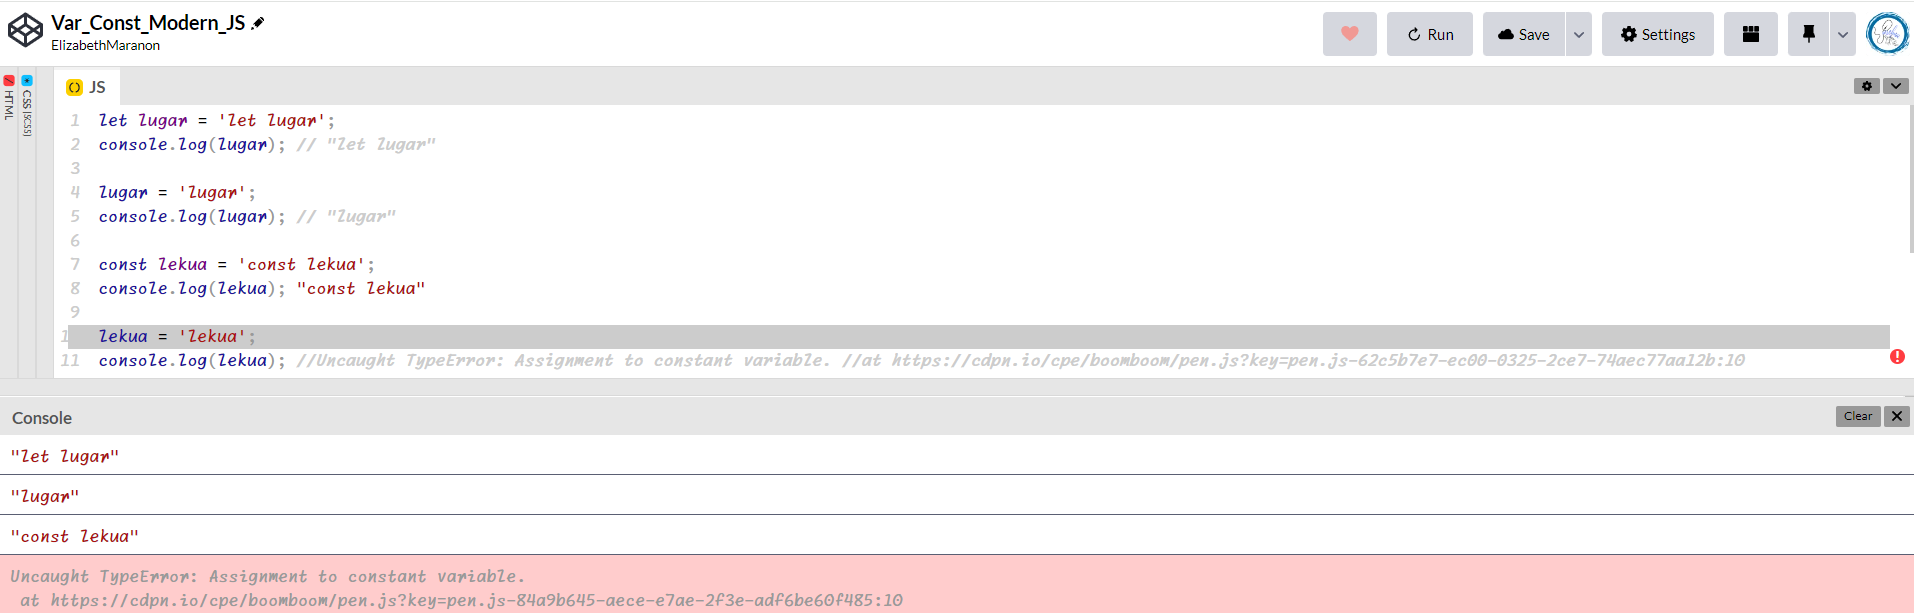 Var_Const_Modern_JS
ElizabethMaranon
Run
Save
Settings
HTML
CSS (SCSS)
JS
1 let lugar = 'let lugar';
2 console.log(lugar); // "let lugar"
3
4 lugar = 'lugar';
5 console.log(lugar); // "lugar"
6
7 const lekua = 'const lekua';
8 console.log(lekua); "const lekua"
9
1 lekua = 'lekua';
11 console.log(lekua); //Uncaught TypeError: Assignment to constant variable. //at https://cdpn.io/cpe/boomboom/pen.js?key=pen.js-62c5b7e7-ec00-0325-2ce7-74aec77aa12b:10
Console
Clear
"let lugar"
"lugar"
"const lekua"
Uncaught TypeError: Assignment to constant variable.
at https://cdpn.io/cpe/boomboom/pen.js?key=pen.js-84a9b645-aece-e7ae-2f3e-adf6be60f485:10